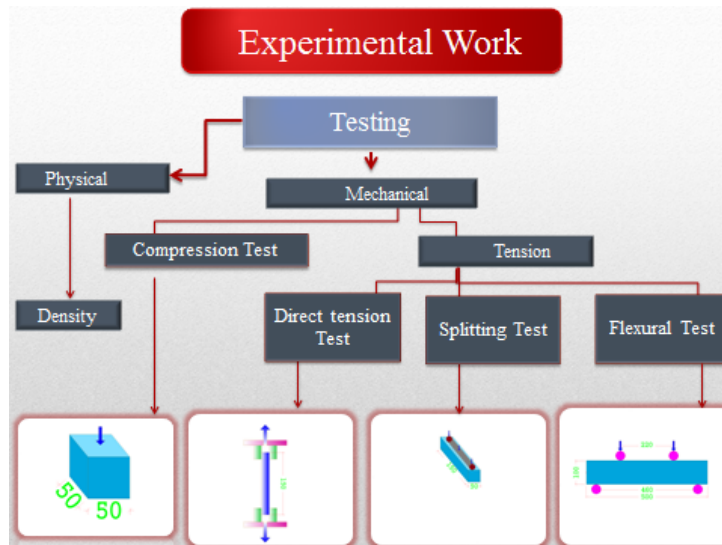 Experimental Work
Testing
Physical
Mechanical
Compression Test
Tension
Density
Direct tension
Test
Splitting Test
Flexural Test
50
50